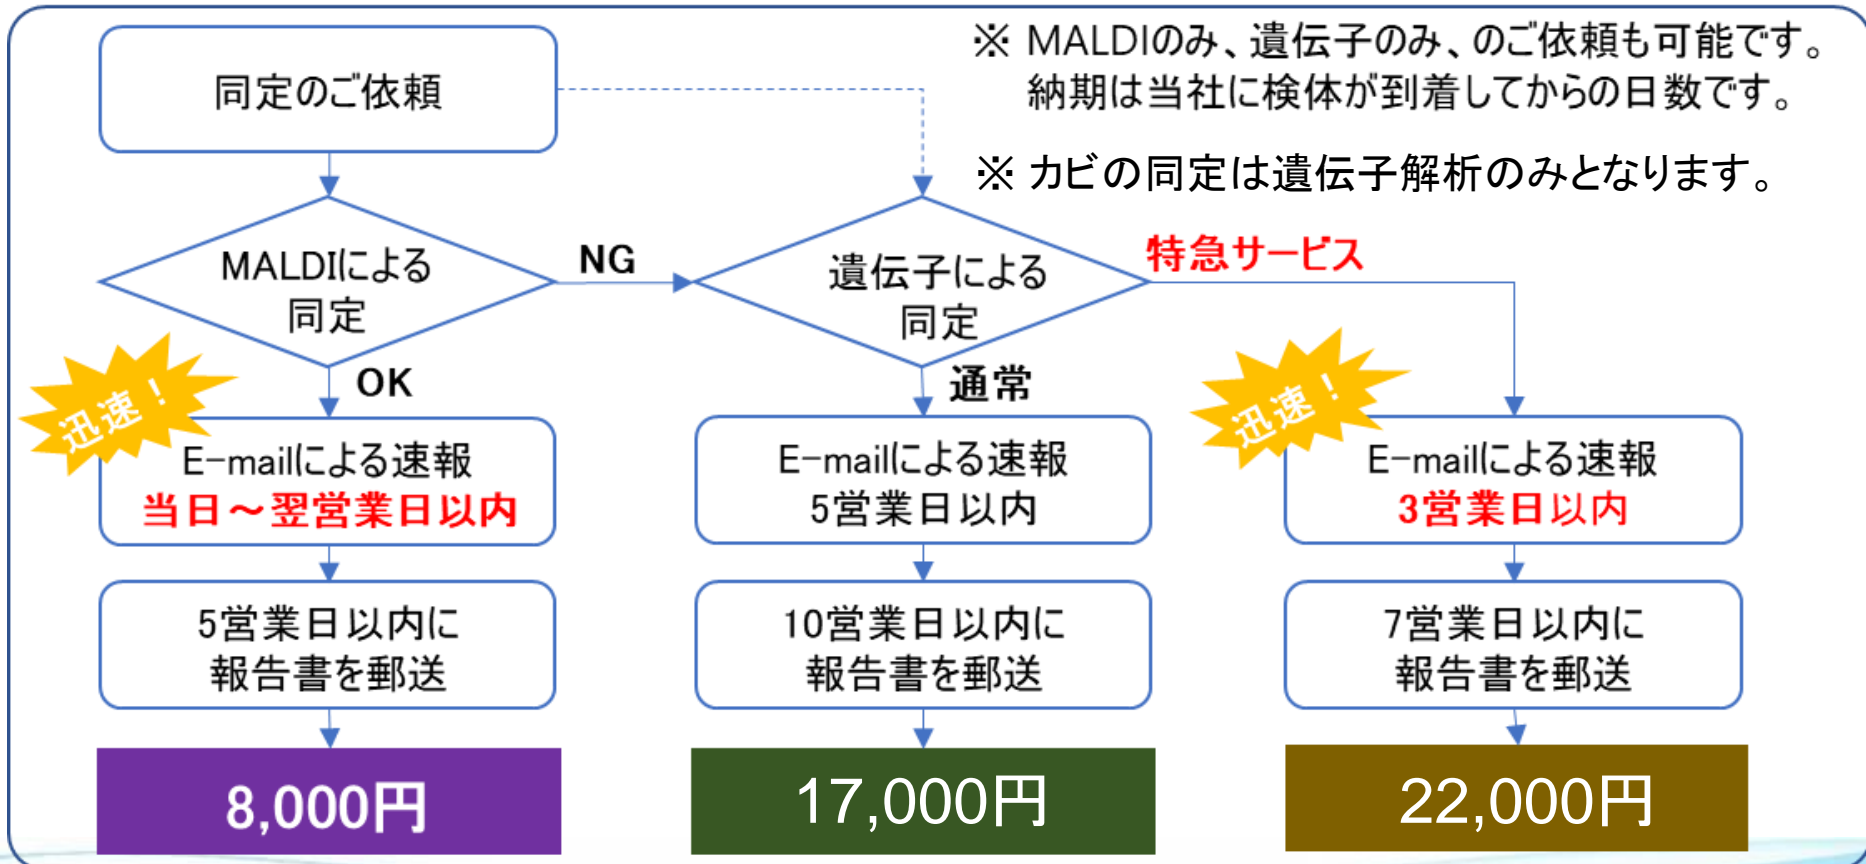 同定のご依頼
※ MALDIのみ、遺伝子のみ、のご依頼も可能です。
納期は当社に検体が到着してからの日数です。
※ カビの同定は遺伝子解析のみとなります。
MALDIによる
同定
NG
遺伝子による
同定
特急サービス
OK
通常
迅速！
E-mailによる速報
当日～翌営業日以内
E-mailによる速報
5営業日以内
迅速！
E-mailによる速報
3営業日以内
5営業日以内に
報告書を郵送
10営業日以内に
報告書を郵送
7営業日以内に
報告書を郵送
8,000円
17,000円
22,000円